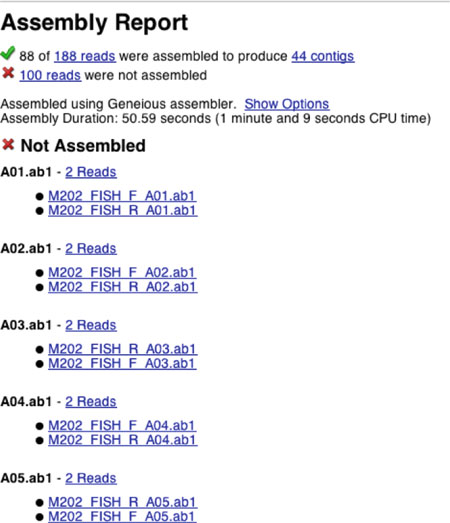 Assembly Report
88 of 188 reads were assembled to produce 44 contigs
100 reads were not assembled
Assembled using Geneious assembler. Show Options
Assembly Duration: 50.59 seconds (1 minute and 9 seconds CPU time)
Not Assembled
A01.ab1 - 2 Reads
M202_FISH_F_A01.ab1
M202_FISH_R_A01.ab1
A02.ab1 - 2 Reads
M202_FISH_F_A02.ab1
M202_FISH_R_A02.ab1
A03.ab1 - 2 Reads
M202_FISH_R_A03.ab1
M202_FISH_F_A03.ab1
A04.ab1 - 2 Reads
M202_FISH_F_A04.ab1
M202_FISH_R_A04.ab1
A05.ab1 - 2 Reads
M202_FISH_R_A05.ab1
M202_FISH_F_A05.ab1